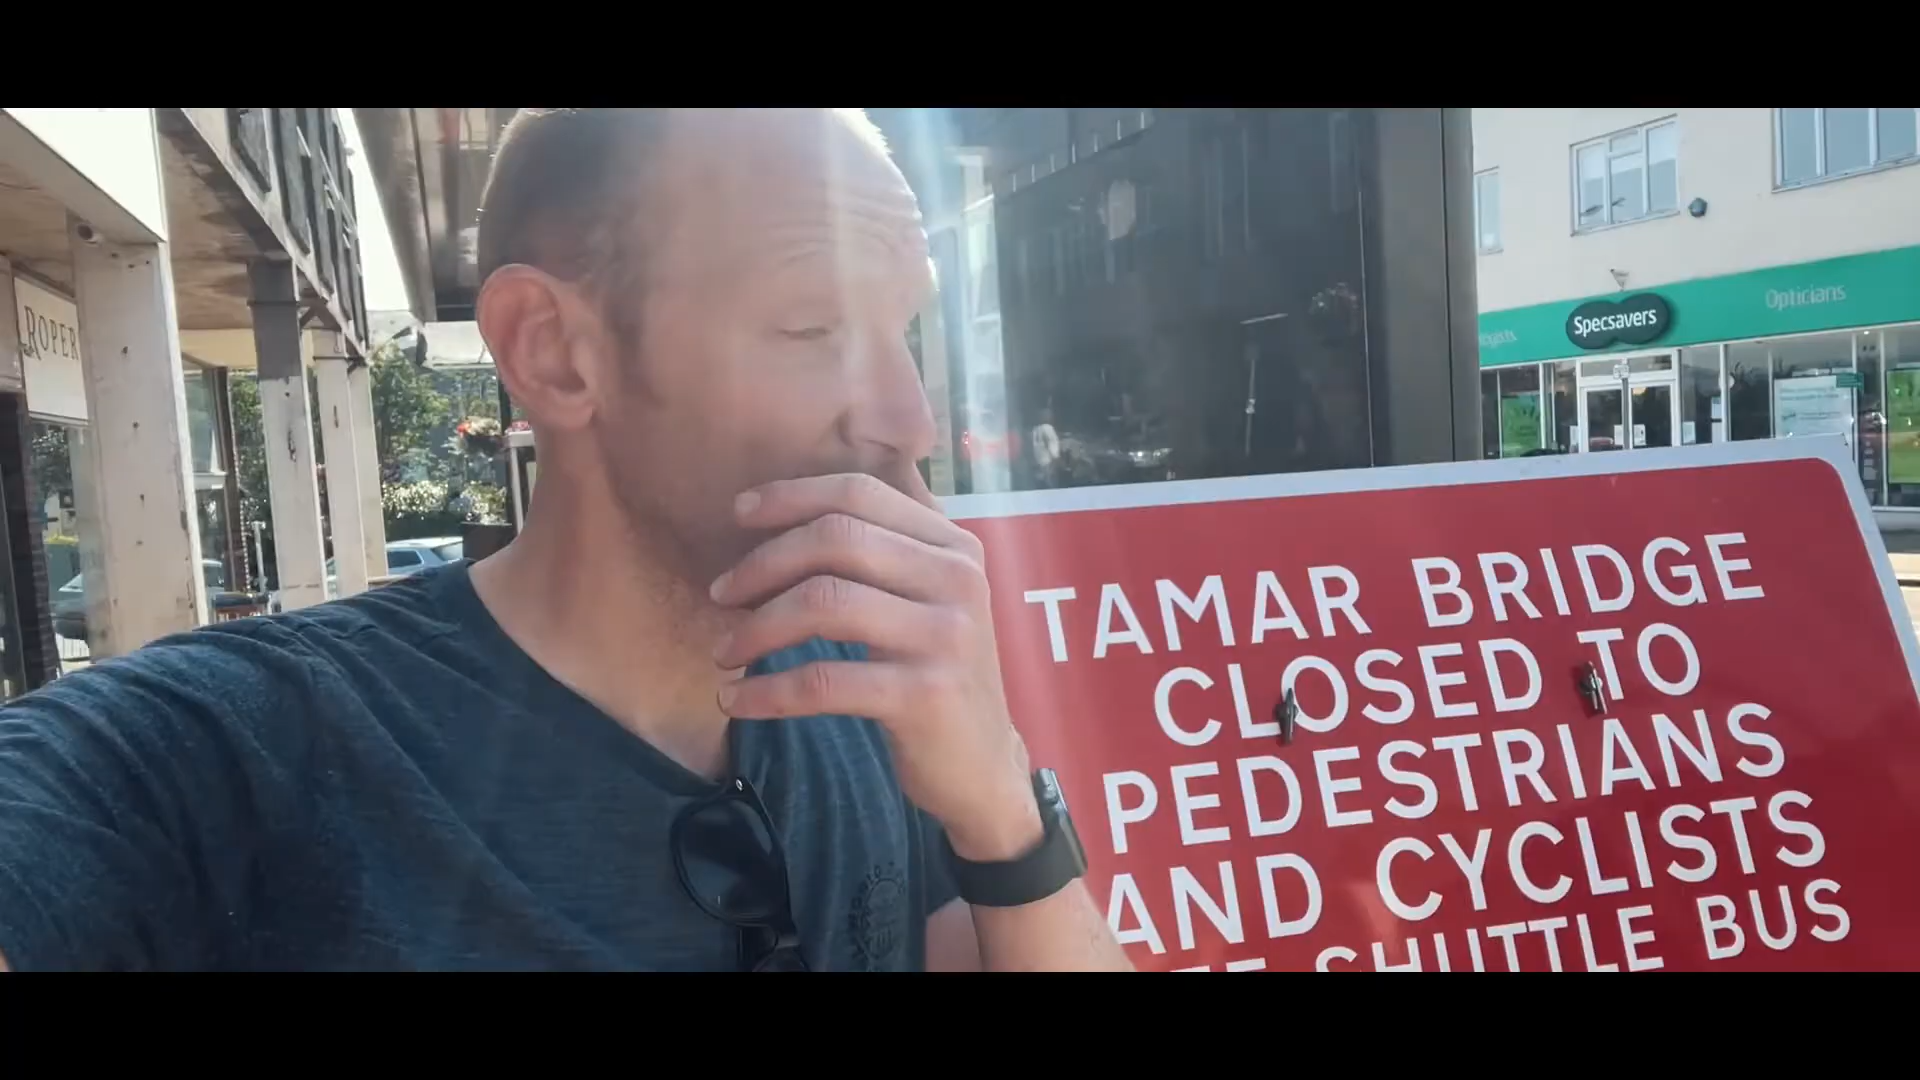 ROPER
Specsavers
Opticians
TAMAR BRIDGE
CLOSED TO
PEDESTRIANS
AND CYCLISTS
SHUTTLE BUS